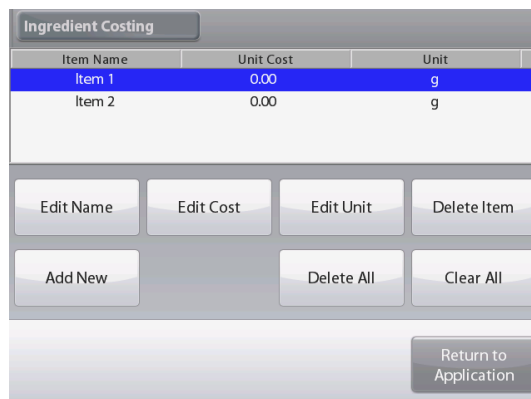 Ingredient Costing
Item Name Unit Cost Unit
Item 1 0.00 g
Item 2 0.00 g
Edit Name Edit Cost Edit Unit Delete Item
Add New Delete All Clear All
Return to
Application